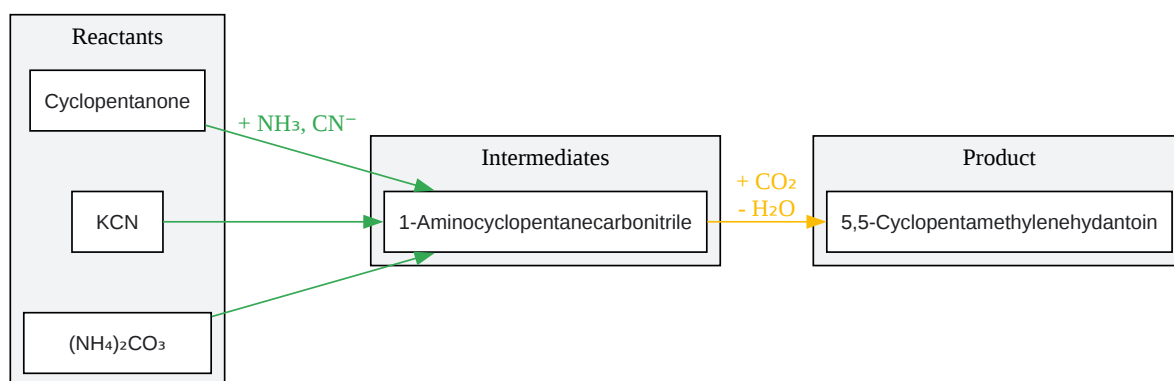 Reactants
Cyclopentanone
KCN
(NH₄)₂CO₃
+ NH₃, CN⁻
Intermediates
1-Aminocyclopentanecarbonitrile
+ CO₂
- H₂O
Product
5,5-Cyclopentamethylenehydantoin